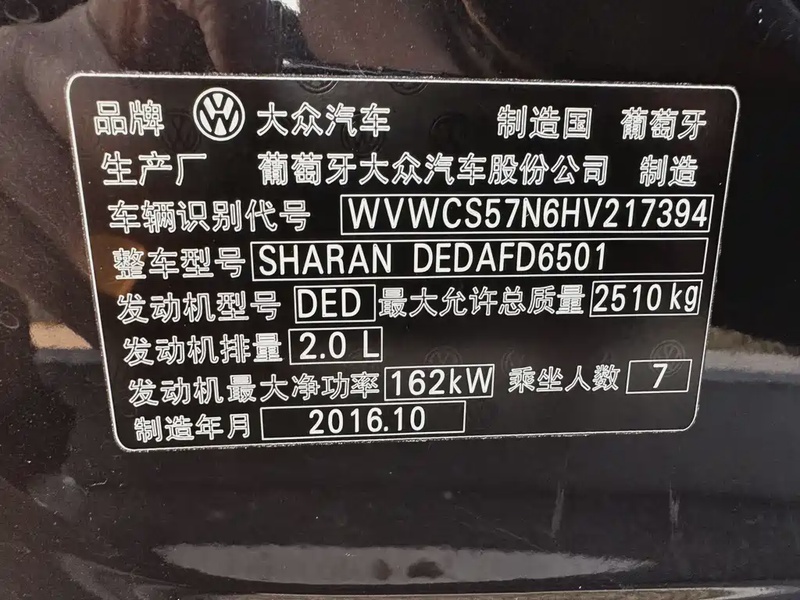 品牌 大众汽车 制造国 葡萄牙
生产厂 葡萄牙大众汽车股份公司 制造
车辆识别代号 WVWCS57N6HV217394
整车型号 SHARAN DEDAFD6501
发动机型号 DED 最大允许总质量 2510 kg
发动机排量 2.0 L
发动机最大净功率 162kW 乘坐人数 7
制造年月 2016.10